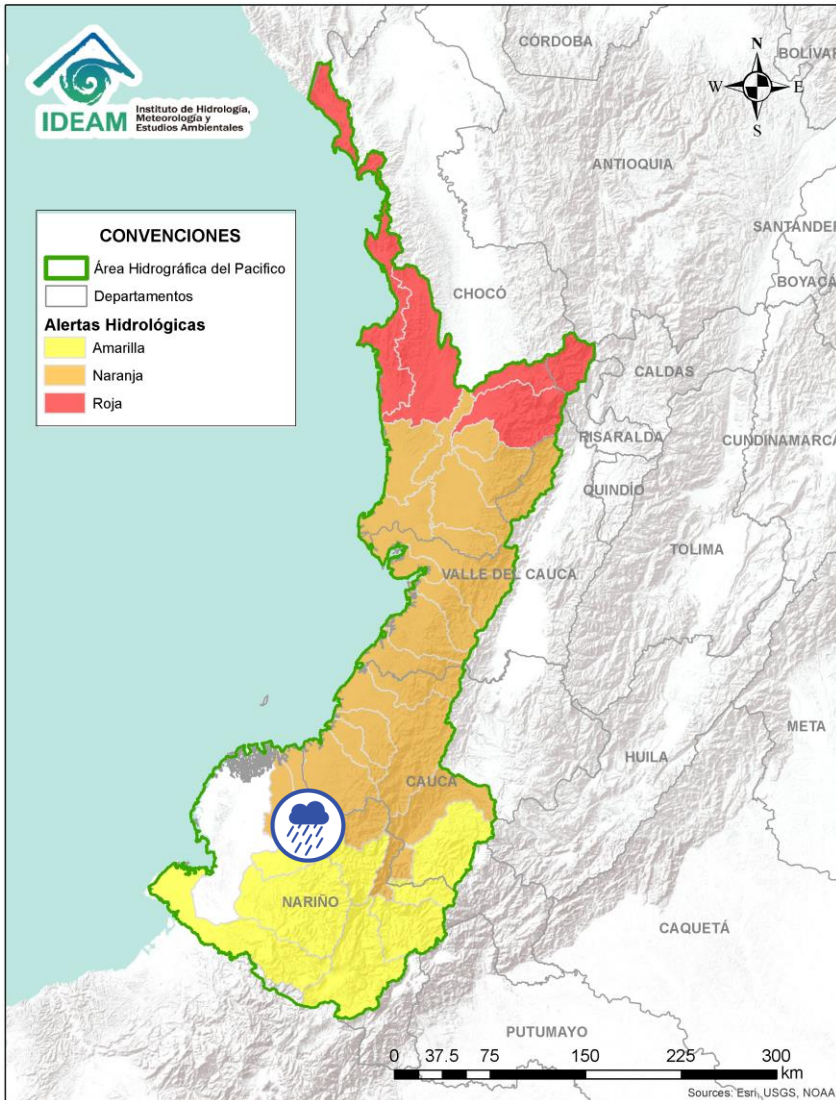 IDEAM
Instituto de Hidrología,
Meteorología y
Estudios Ambientales
CÓRDOBA
BOLÍVAR
N
W
E
S
ANTIOQUIA
CONVENCIONES
Área Hidrográfica del Pacifico
Departamentos
Alertas Hidrológicas
Amarilla
Naranja
Roja
SANTANDER
BOYACÁ
CHOCÓ
CALDAS
RISARALDA
CUNDINAMARCA
QUINDÍO
TOLIMA
VALLE DEL CAUCA
META
HUILA
CAUCA
NARIÑO
CAQUETÁ
PUTUMAYO
0 37.5 75 150 225 300
km
Sources: Esri, USGS, NOAA